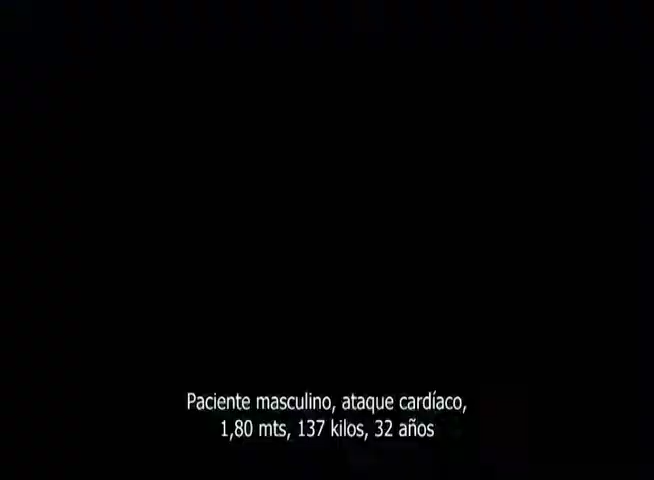 Paciente masculino, ataque cardíaco,
1,80 mts, 137 kilos, 32 años